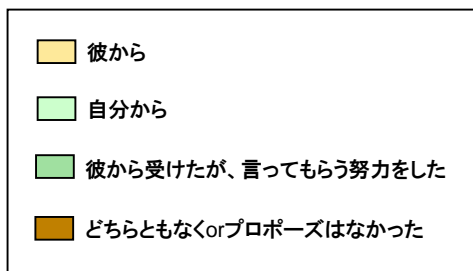 彼から
自分から
彼から受けたが、言ってもらう努力をした
どちらともなくorプロポーズはなかった